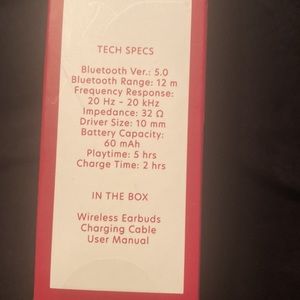 TECH SPECS
Bluetooth Ver.: 5.0
Bluetooth Range: 12 m
Frequency Response:
20 Hz - 20 kHz
Impedance: 32 Ω
Driver Size: 10 mm
Battery Capacity:
60 mAh
Playtime: 5 hrs
Charge Time: 2 hrs
IN THE BOX
Wireless Earbuds
Charging Cable
User Manual